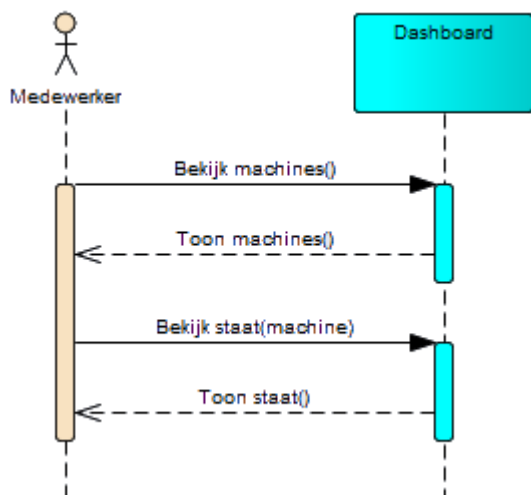 Dashboard
Medewerker
Bekijk machines()
Toon machines()
Bekijk staat(machine)
Toon staat()